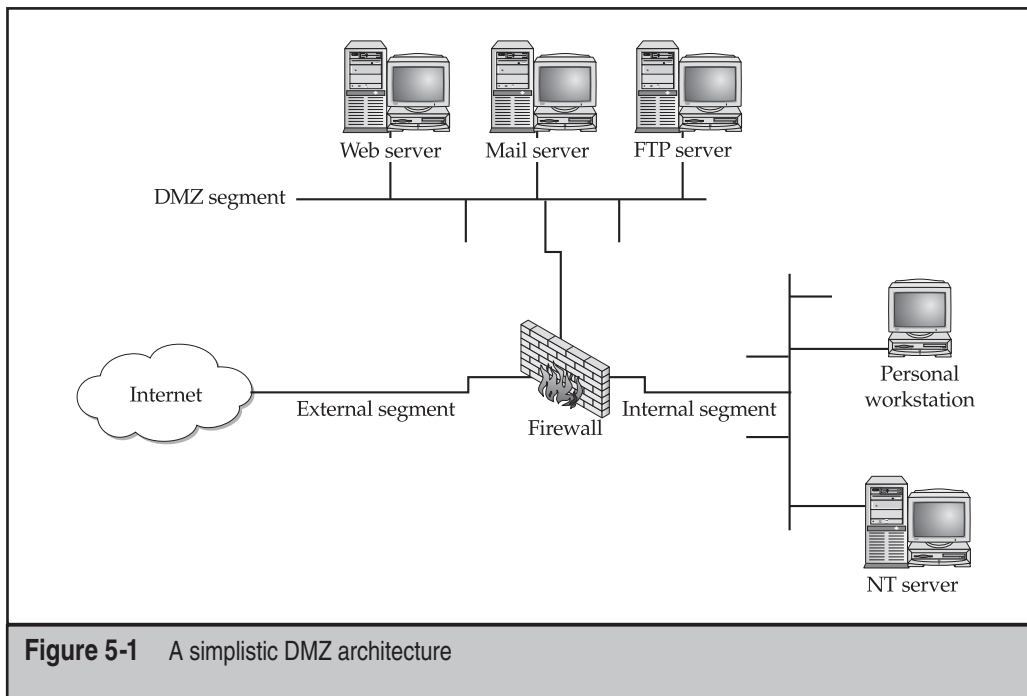 Web server
Mail server
FTP server
DMZ segment
Internet
External segment
Firewall
Internal segment
Personal
workstation
NT server
Figure 5-1 A simplistic DMZ architecture